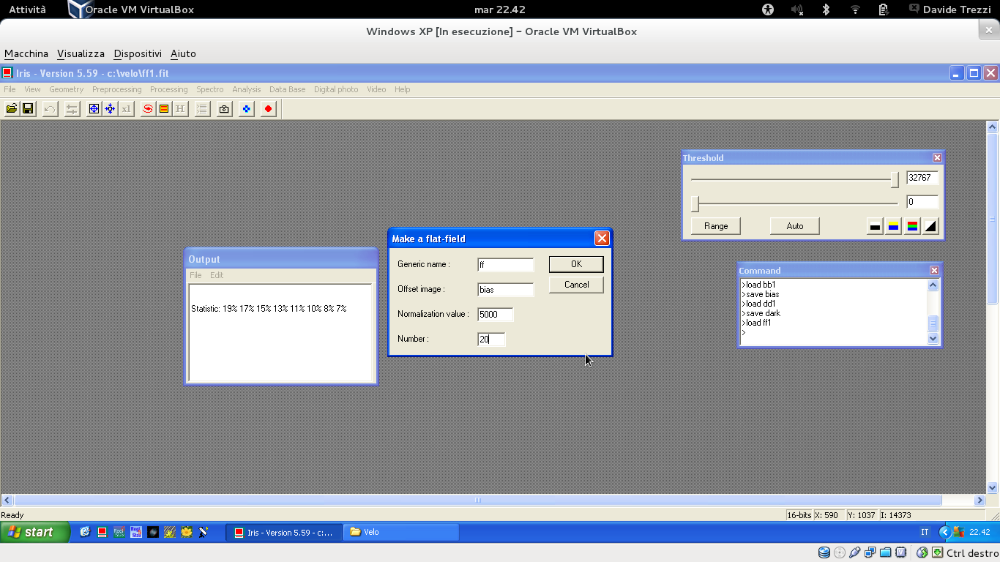 Attività Oracle VM VirtualBox mar 22.42 Davide Trezzi
Windows XP [In esecuzione] - Oracle VM VirtualBox
Macchina Visualizza Dispositivi Aiuto
Iris - Version 5.59 - c:\velo\ff1.fit
File View Geometry Preprocessing Processing Spectro Analysis Data Base Digital photo Video Help
x1 H
Threshold
32767
0
Range Auto
Make a flat-field
Generic name : ff OK
Offset image : bias Cancel
Normalization value : 5000
Number : 20
Output
File Edit
Statistic: 19% 17% 15% 13% 11% 10% 8% 7%
Command
>load bb1
>save bias
>load dd1
>save dark
>load ff1
>
Ready 16-bits X: 590 Y: 1037 I: 14373
start Iris - Version 5.59 - c:... Velo IT 22.42
Ctrl destro